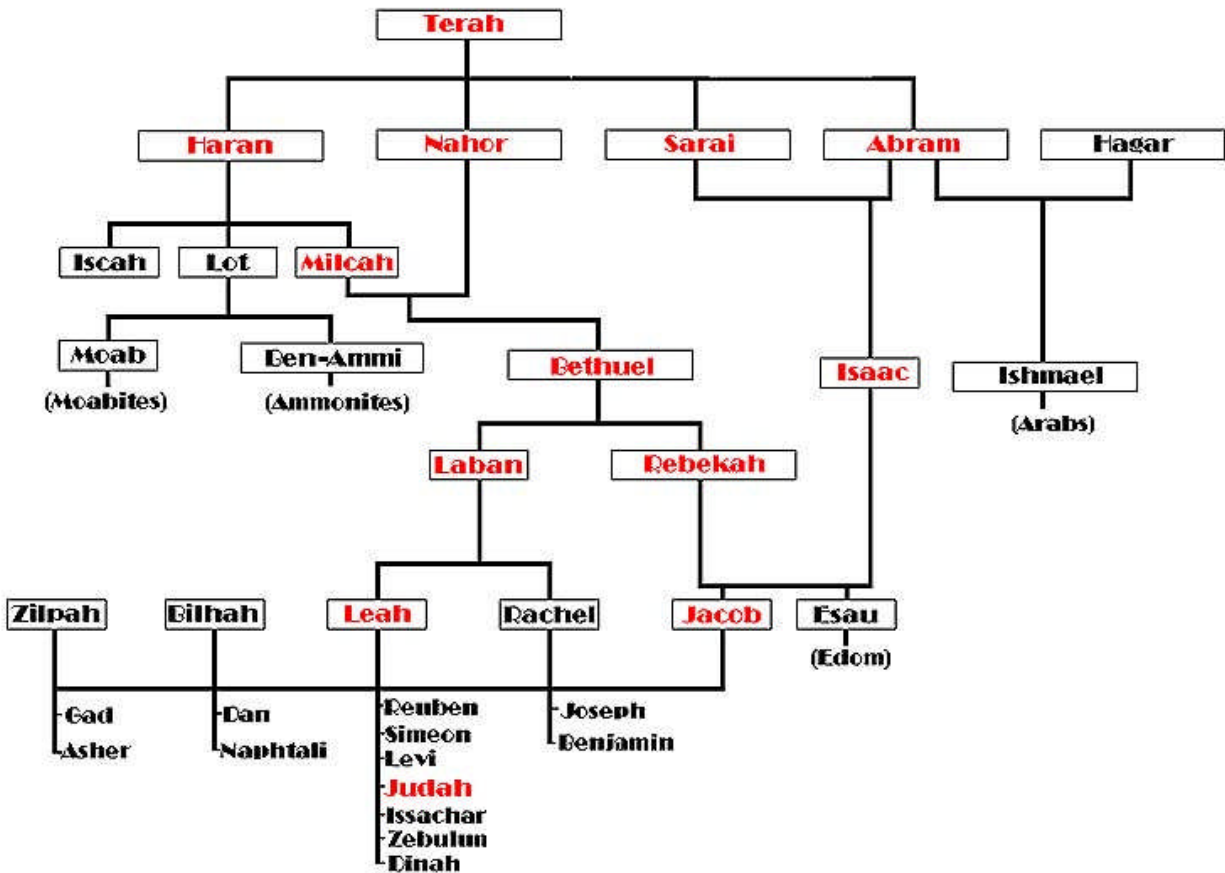 Terah
Haran Nahor Sarai Abram Hagar
Iscah Lot Milcah
Moab Ben-Ammi Bethuel Isaac Ishmael
(Moabites) (Ammonites) (Arabs)
Laban Rebekah
Zilpah Bilhah Leah Rachel Jacob Esau
(Edom)
Gad Dan Reuben Joseph
Simeon
Asher Naphtali Levi Benjamin
Judah
Issachar
Zebulun
Dinah